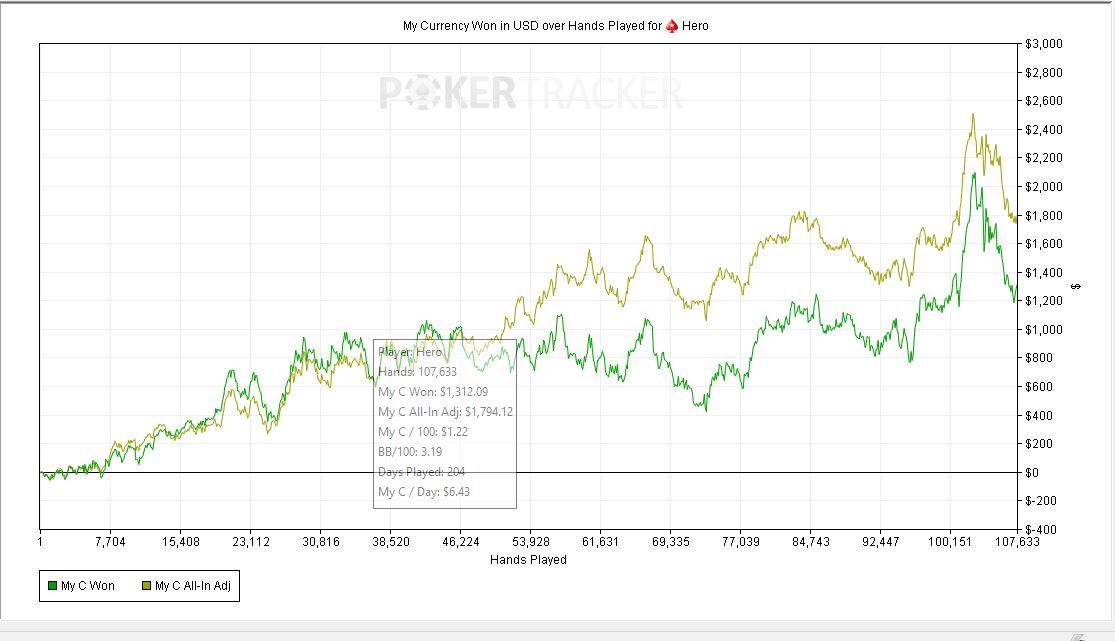 My Currency Won in USD over Hands Played for Hero
POKERTRACKER
$3,000
$2,800
$2,600
$2,400
$2,200
$2,000
$1,800
$1,600
$1,400
$1,200
$1,000
$800
$600
$400
$200
$0
$-200
$-400
$
Player: Hero
Hands: 107,633
My C Won: $1,312.09
My C All-In Adj: $1,794.12
My C / 100: $1.22
BB/100: 3.19
Days Played: 204
My C / Day: $6.43
1 7,704 15,408 23,112 30,816 38,520 46,224 53,928 61,631 69,335 77,039 84,743 92,447 100,151 107,633
Hands Played
My C Won My C All-In Adj